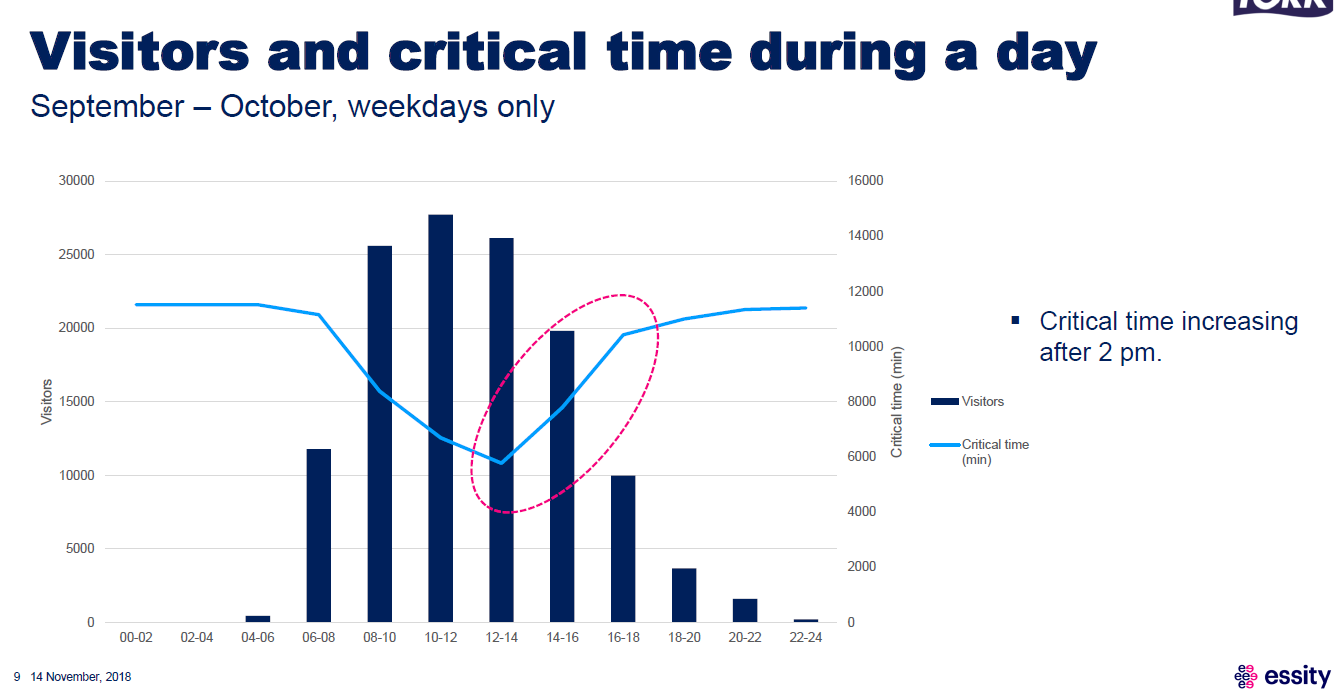 TORK
Visitors and critical time during a day
September – October, weekdays only
30000
25000
20000
15000
10000
5000
0
Visitors
16000
14000
12000
10000
8000
6000
4000
2000
0
Critical time (min)
00-02 02-04 04-06 06-08 08-10 10-12 12-14 14-16 16-18 18-20 20-22 22-24
▪ Critical time increasing
after 2 pm.
Visitors
Critical time
(min)
9 14 November, 2018
essity